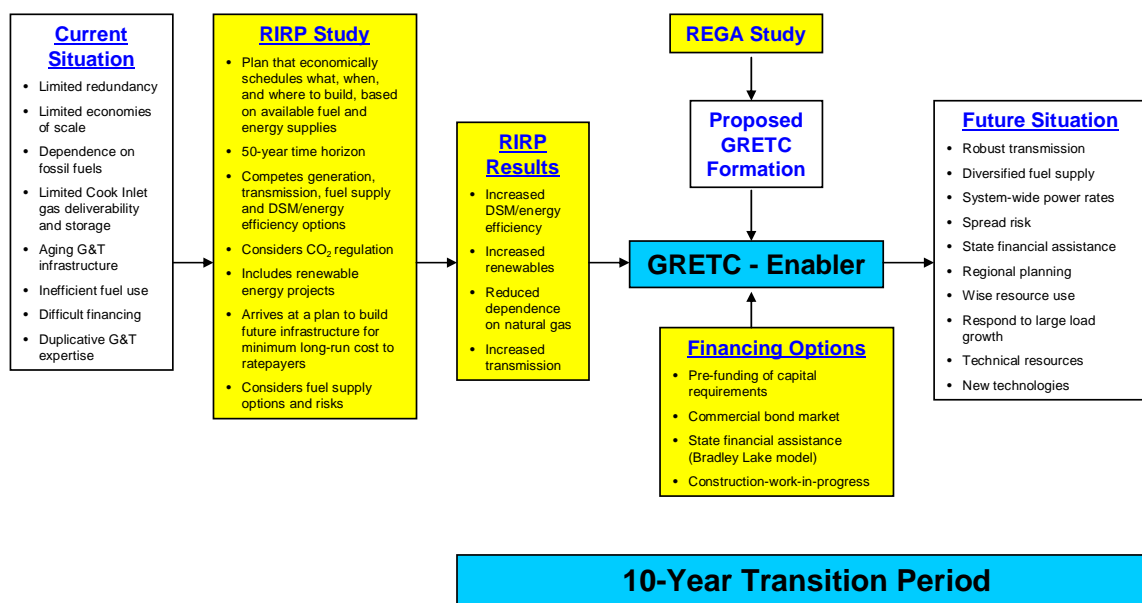 Current
Situation
• Limited redundancy
• Limited economies
of scale
• Dependence on
fossil fuels
• Limited Cook Inlet
gas deliverability
and storage
• Aging G&T
infrastructure
• Inefficient fuel use
• Difficult financing
• Duplicative G&T
expertise
RIRP Study
• Plan that economically
schedules what, when,
and where to build, based
on available fuel and
energy supplies
• 50-year time horizon
• Competes generation,
transmission, fuel supply
and DSM/energy
efficiency options
• Considers CO₂ regulation
• Includes renewable
energy projects
• Arrives at a plan to build
future infrastructure for
minimum long-run cost to
ratepayers
• Considers fuel supply
options and risks
RIRP
Results
• Increased
DSM/energy
efficiency
• Increased
renewables
• Reduced
dependence
on natural gas
• Increased
transmission
REGA Study
Proposed
GRETC
Formation
GRETC - Enabler
Financing Options
• Pre-funding of capital
requirements
• Commercial bond market
• State financial assistance
(Bradley Lake model)
• Construction-work-in-progress
Future Situation
• Robust transmission
• Diversified fuel supply
• System-wide power rates
• Spread risk
• State financial assistance
• Regional planning
• Wise resource use
• Respond to large load
growth
• Technical resources
• New technologies
10-Year Transition Period